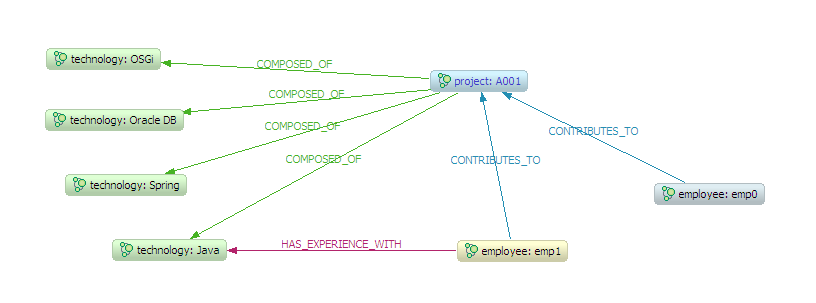 technology: OSGi
COMPOSED_OF
project: A001
COMPOSED_OF
technology: Oracle DB
COMPOSED_OF
CONTRIBUTES_TO
COMPOSED_OF
CONTRIBUTES_TO
technology: Spring
employee: emp0
HAS_EXPERIENCE_WITH
technology: Java
employee: emp1